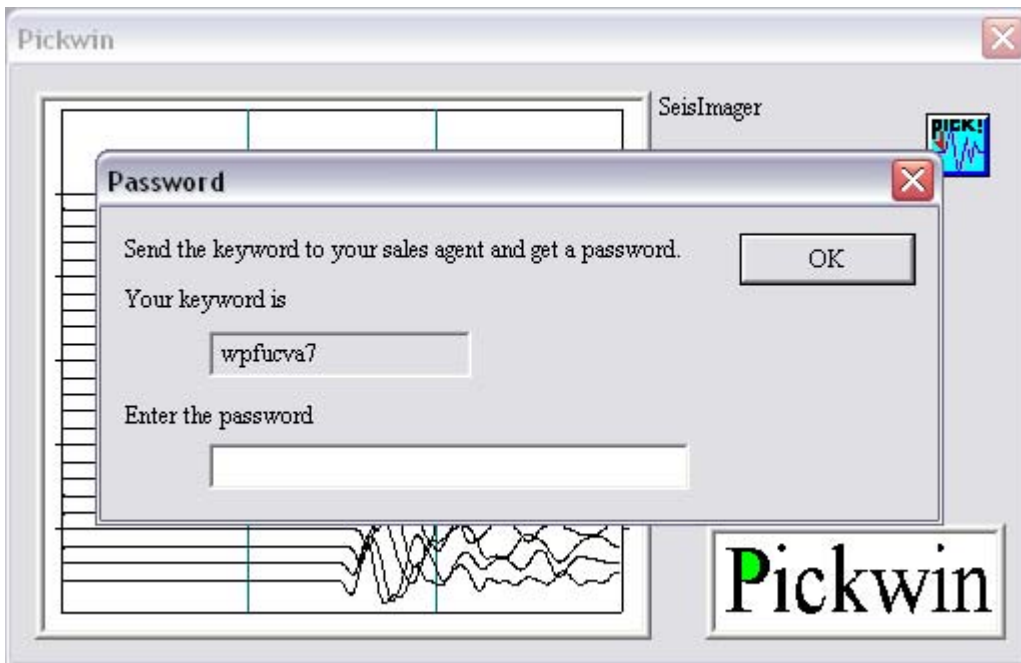 Pickwin
SeisImager
PICK!
Password
Send the keyword to your sales agent and get a password.
OK
Your keyword is
wpfucva7
Enter the password
Pickwin